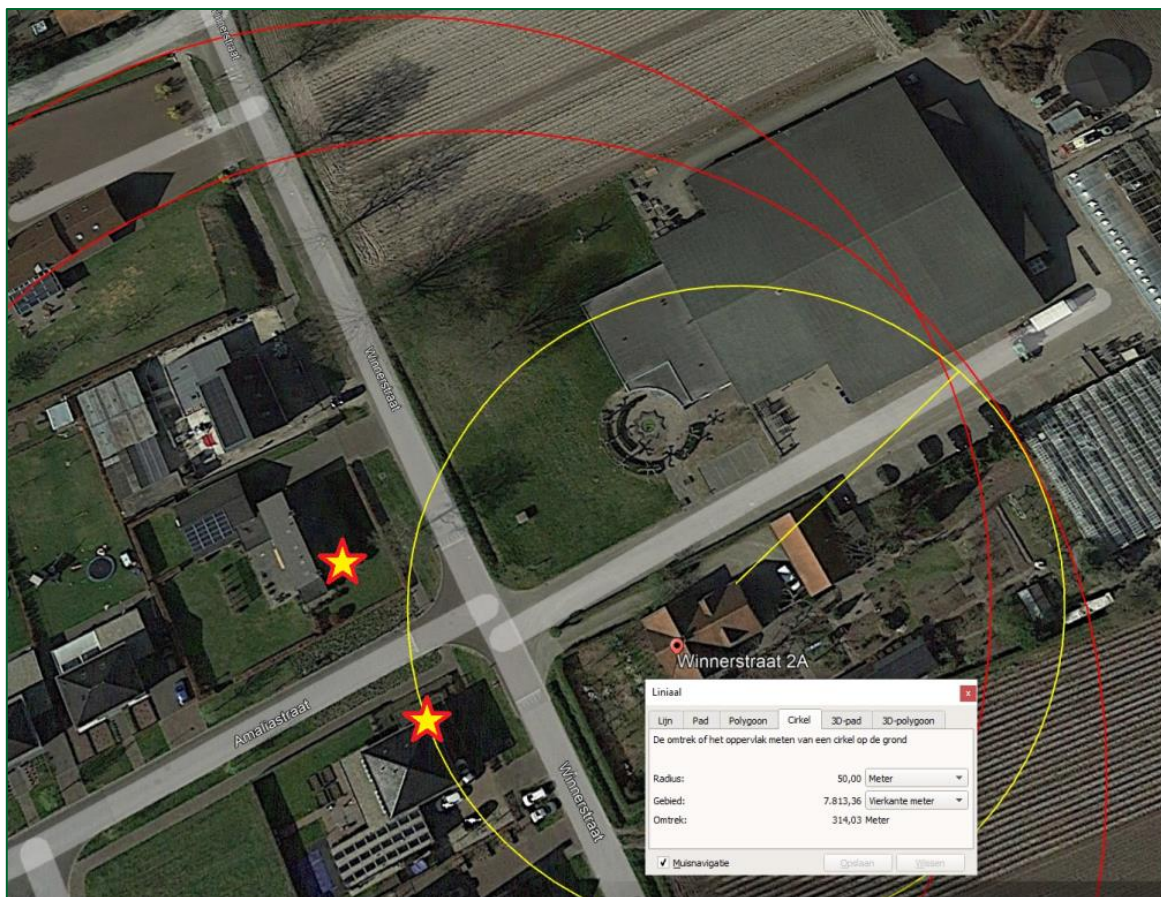 Winnerstraat
Winnerstraat
Winnerstraat 2A
Amaliastraat
Winnerstraat
Liniaal
x
Lijn Pad Polygoon Cirkel 3D-pad 3D-polygoon
De omtrek of het oppervlak meten van een cirkel op de grond
Radius: 50,00 Meter
Gebied: 7.813,36 Vierkante meter
Omtrek: 314,03 Meter
Muisnavigatie Opslaan Wissen